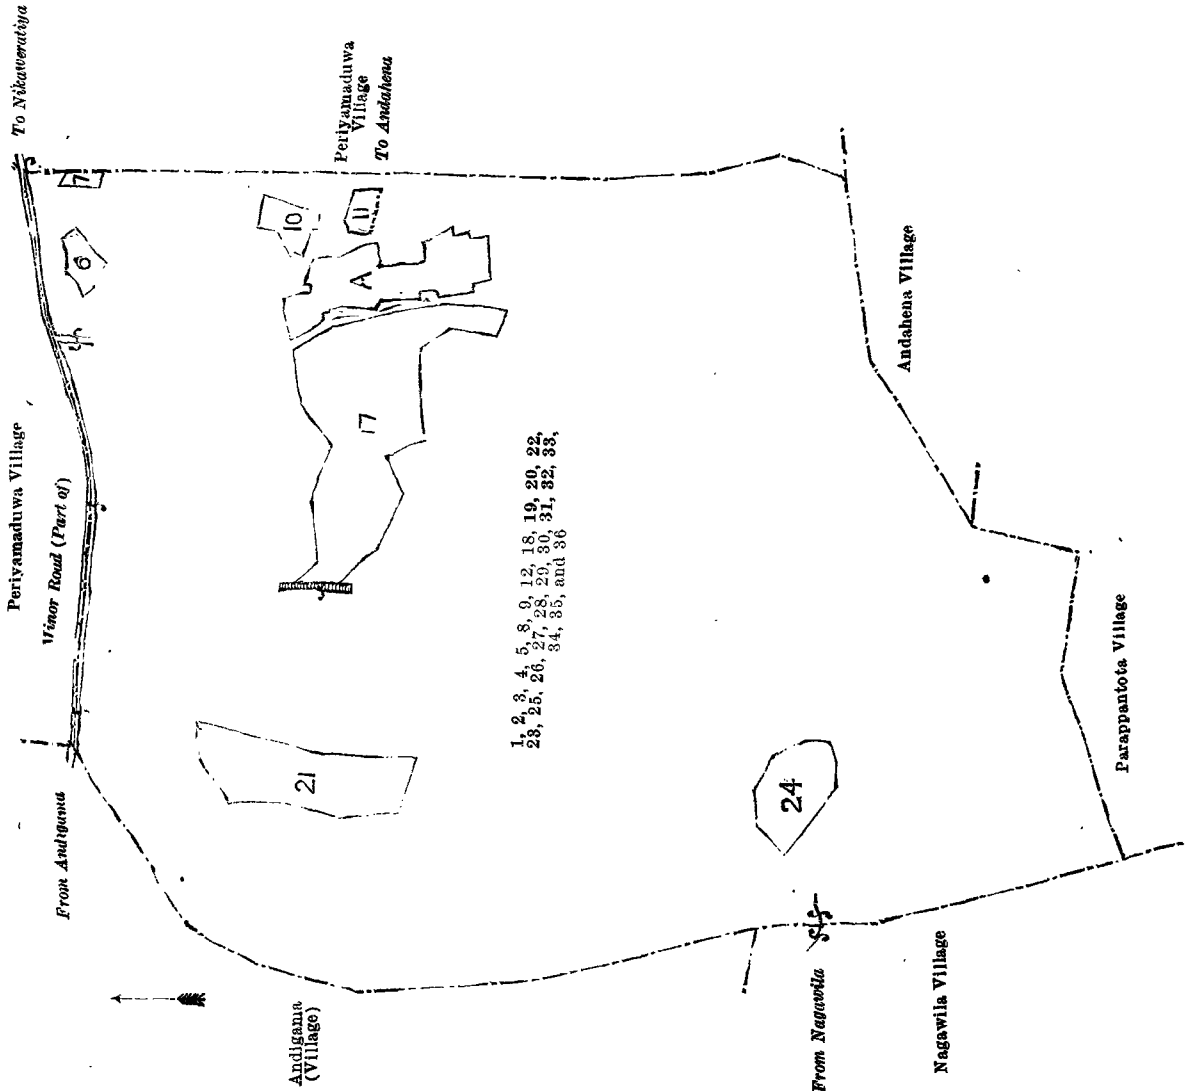 To Nikaweratiya
Periyamaduwa Village
Minor Road (Part of)
From Andigama
7
6
Periyamaduwa
Village
To Andahena
10
11
A
17
1, 2, 3, 4, 5, 8, 9, 12, 18, 19, 20, 22,
23, 25, 26, 27, 28, 29, 30, 31, 32, 33,
34, 35, and 36
21
24
Andigama
(Village)
From Nagawila
Nagawila Village
Andahena Village
Parappantota Village